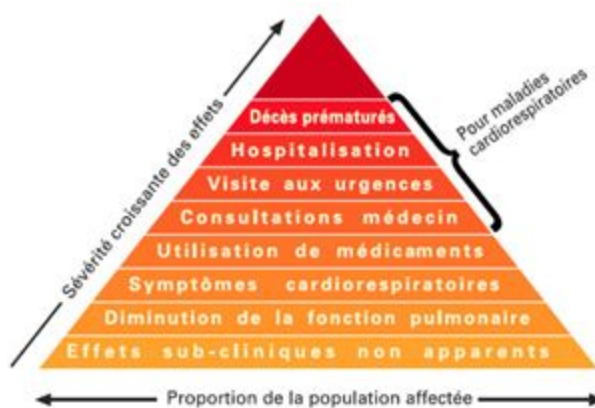 Sévérité croissante des effets
Pour maladies
cardiorespiratoires
Décès prématurés
Hospitalisation
Visite aux urgences
Consultations médecin
Utilisation de médicaments
Symptômes cardiorespiratoires
Diminution de la fonction pulmonaire
Effets sub-cliniques non apparents
Proportion de la population affectée